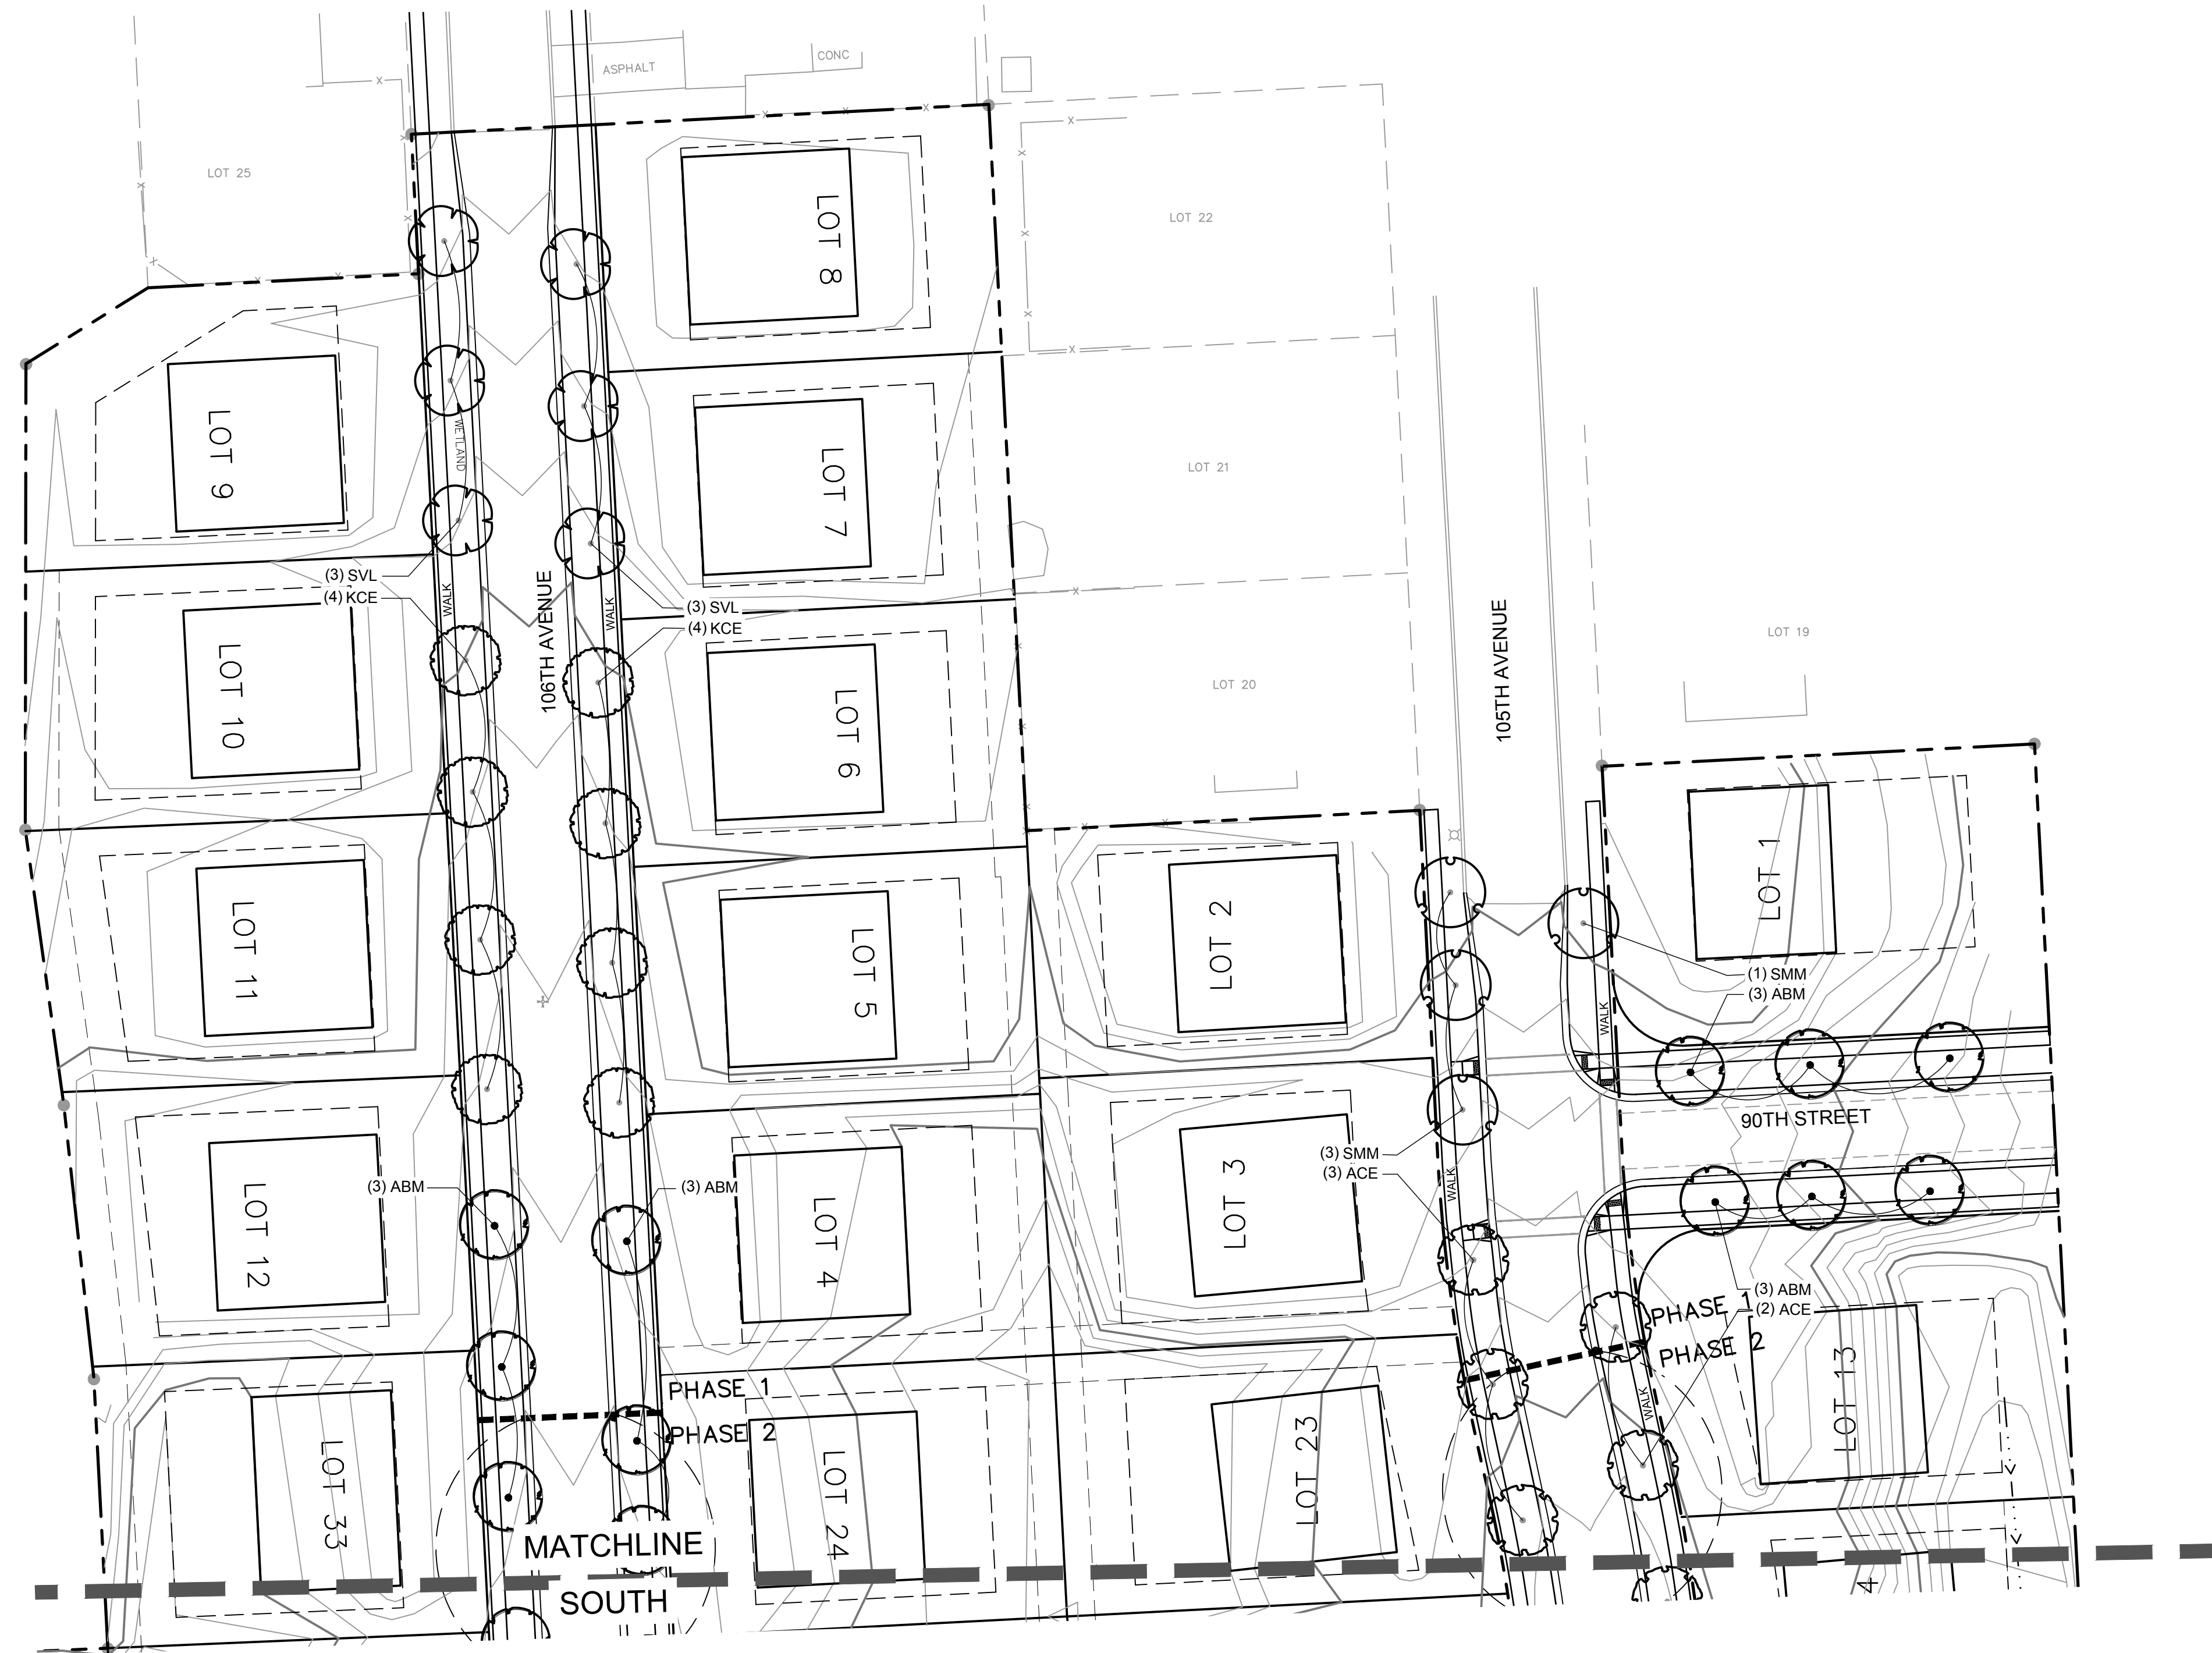 CONC
ASPHALT
LOT 25
LOT 8
LOT 22
LOT 9
WETLAND
LOT 7
LOT 21
(3) SVL
(4) KCE
WALK
106TH AVENUE
WALK
(3) SVL
(4) KCE
LOT 10
LOT 6
LOT 20
105TH AVENUE
LOT 19
LOT 11
LOT 5
LOT 2
LOT 1
(1) SMM
(3) ABM
WALK
90TH STREET
(3) SMM
(3) ACE
WALK
LOT 3
(3) ABM
(3) ABM
LOT 12
LOT 4
(3) ABM
(2) ACE
PHASE 1
PHASE 2
LOT 13
WALK
PHASE 1
PHASE 2
LOT 33
LOT 24
LOT 23
MATCHLINE
SOUTH
4